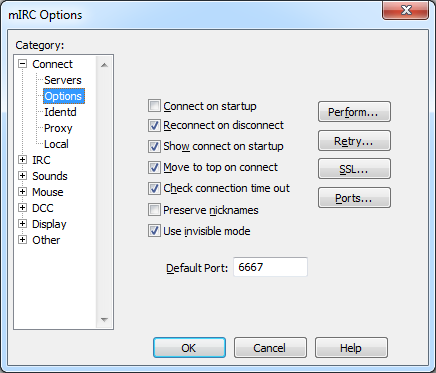 mIRC Options
Category:
Connect
Servers
Options
Identd
Proxy
Local
IRC
Sounds
Mouse
DCC
Display
Other
Connect on startup
Reconnect on disconnect
Show connect on startup
Move to top on connect
Check connection time out
Preserve nicknames
Use invisible mode
Perform...
Retry...
SSL...
Ports...
Default Port: 6667
OK Cancel Help